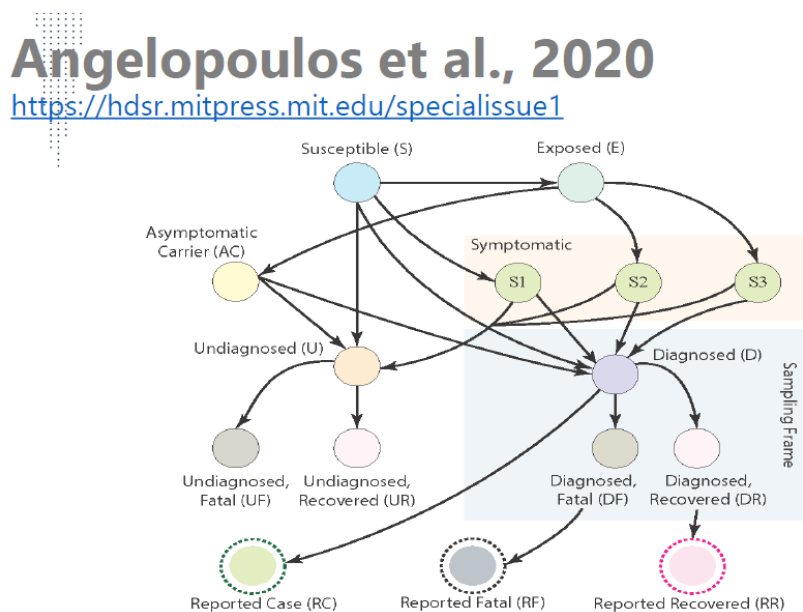 Angelopoulos et al., 2020
https://hdsr.mitpress.mit.edu/specialissue1
Susceptible (S)
Exposed (E)
Asymptomatic
Carrier (AC)
Symptomatic
S1
S2
S3
Undiagnosed (U)
Diagnosed (D)
Sampling Frame
Undiagnosed,
Fatal (UF)
Undiagnosed,
Recovered (UR)
Diagnosed,
Fatal (DF)
Diagnosed,
Recovered (DR)
Reported Case (RC)
Reported Fatal (RF)
Reported Recovered (RR)